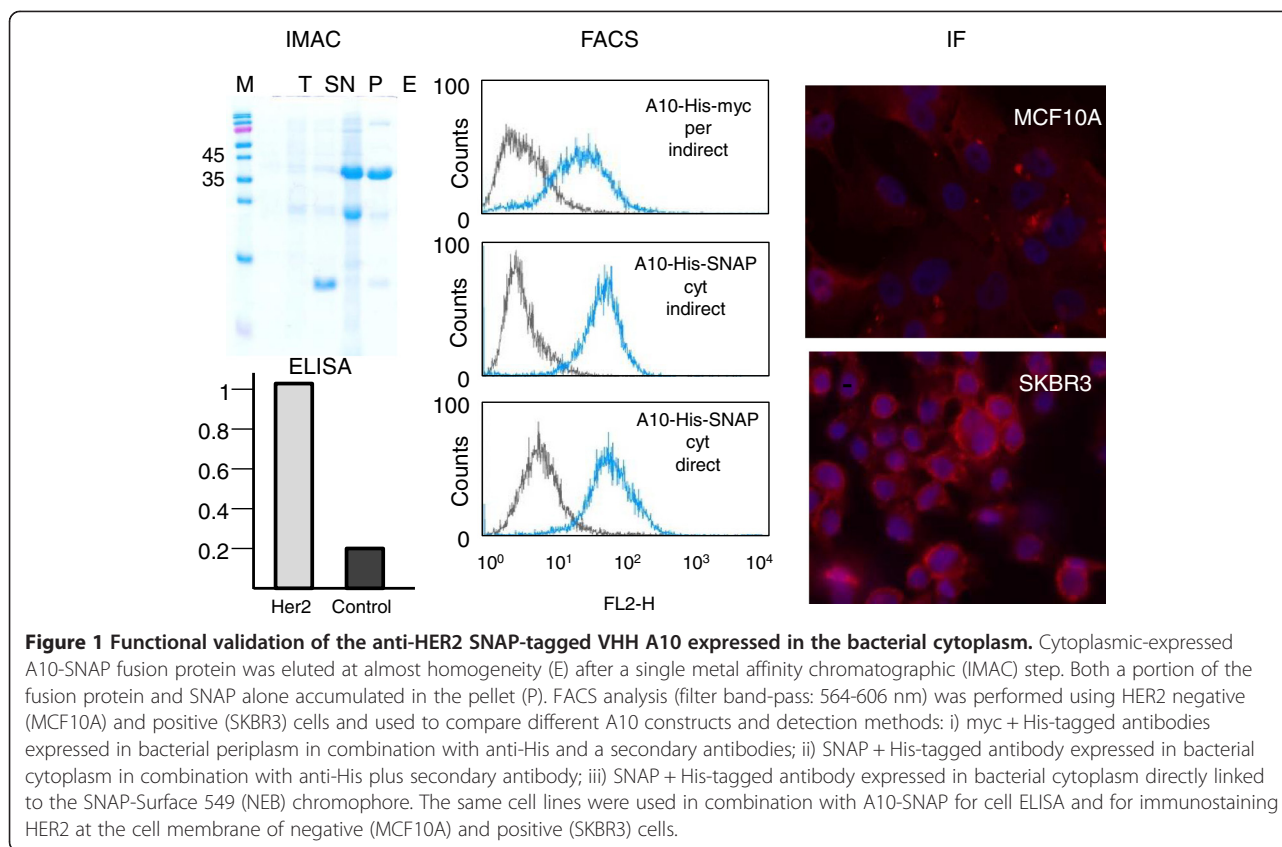 IMAC
FACS
IF
M T SN P E
45
35
ELISA
1
0.8
0.6
0.4
0.2
Her2 Control
100
Counts
0
A10-His-myc
per
indirect
100
Counts
0
A10-His-SNAP
cyt
indirect
100
Counts
0
A10-His-SNAP
cyt
direct
10⁰ 10¹ 10² 10³ 10⁴
FL2-H
MCF10A
SKBR3
Figure 1 Functional validation of the anti-HER2 SNAP-tagged VHH A10 expressed in the bacterial cytoplasm. Cytoplasmic-expressed
A10-SNAP fusion protein was eluted at almost homogeneity (E) after a single metal affinity chromatographic (IMAC) step. Both a portion of the
fusion protein and SNAP alone accumulated in the pellet (P). FACS analysis (filter band-pass: 564-606 nm) was performed using HER2 negative
(MCF10A) and positive (SKBR3) cells and used to compare different A10 constructs and detection methods: i) myc + His-tagged antibodies
expressed in bacterial periplasm in combination with anti-His and a secondary antibodies; ii) SNAP + His-tagged antibody expressed in bacterial
cytoplasm in combination with anti-His plus secondary antibody; iii) SNAP + His-tagged antibody expressed in bacterial cytoplasm directly linked
to the SNAP-Surface 549 (NEB) chromophore. The same cell lines were used in combination with A10-SNAP for cell ELISA and for immunostaining
HER2 at the cell membrane of negative (MCF10A) and positive (SKBR3) cells.